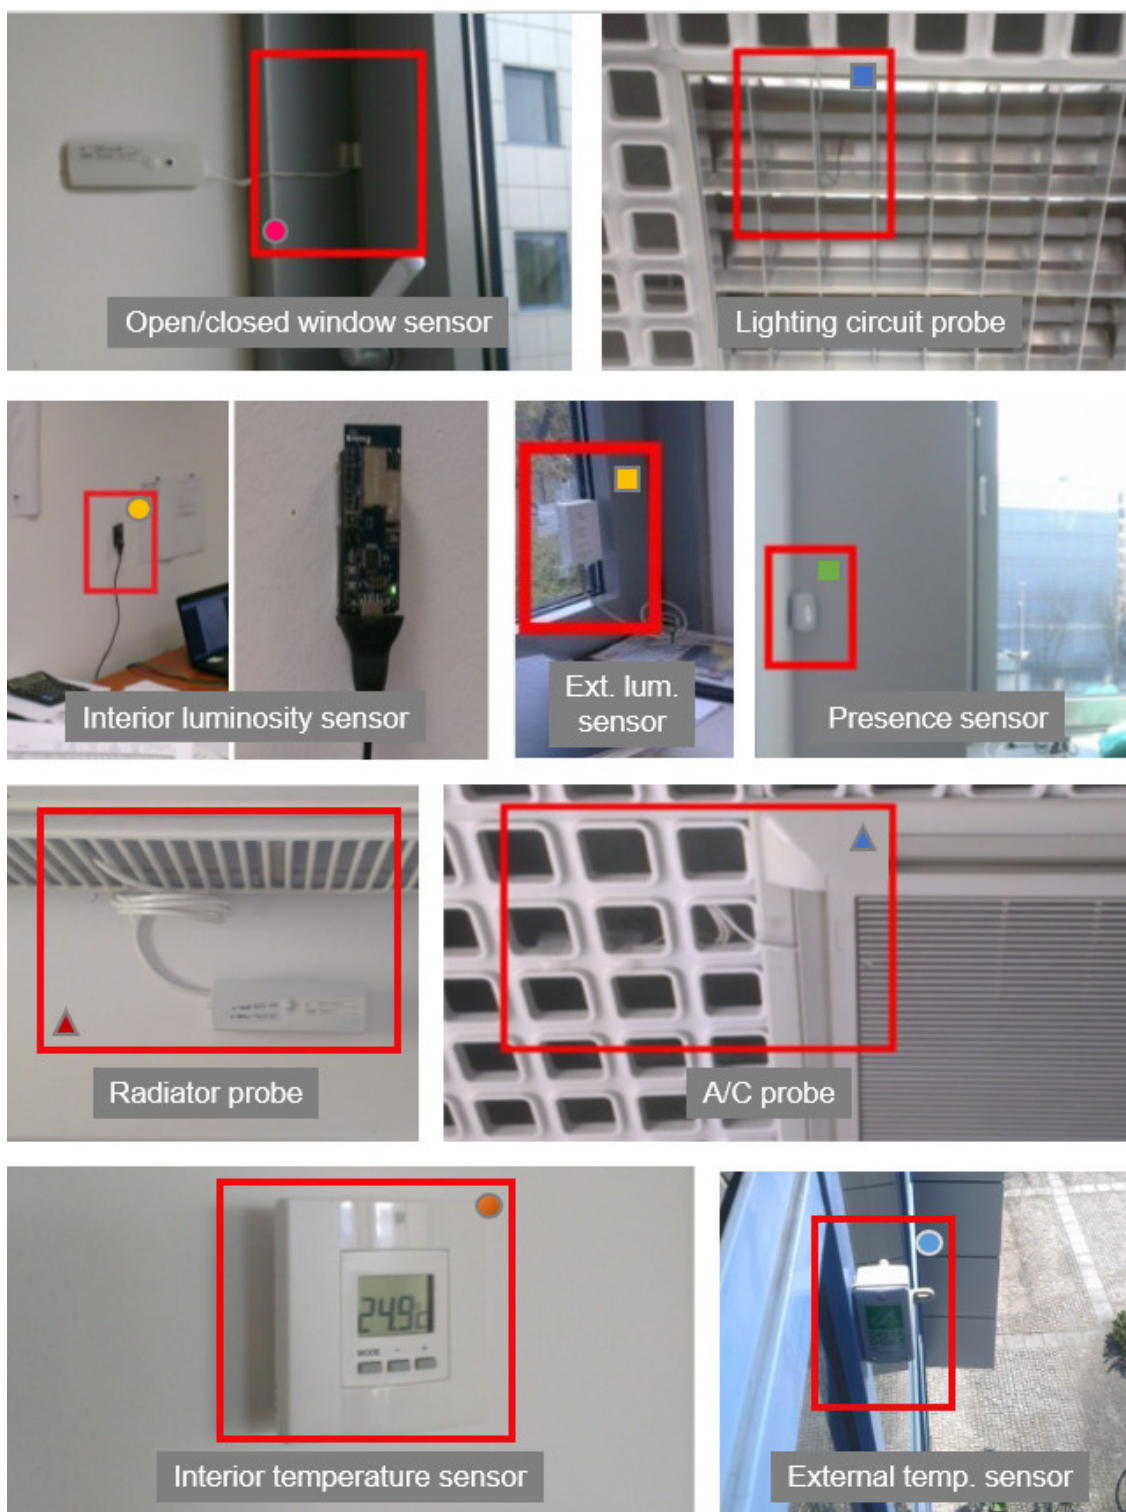 Open/closed window sensor
Lighting circuit probe
Interior luminosity sensor
Ext. lum.
sensor
Presence sensor
Radiator probe
A/C probe
24.9°c
MODE - +
Interior temperature sensor
External temp. sensor